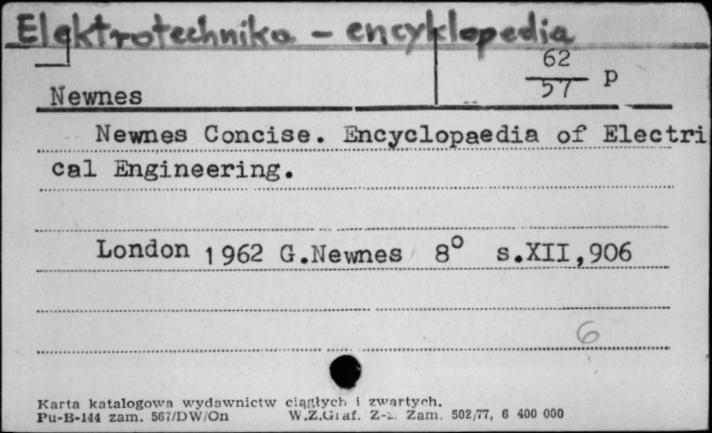 Elektrotechnika - encyklopedia
62
57 p
Newnes
Newnes Concise. Encyclopaedia of Electri
cal Engineering.
London 1962 G.Newnes 8° s.XII,906
6
Karta katalogowa wydawnictw ciągłych i zwartych.
Pu-B-144 zam. 567/DW/On W.Z.Graf. Zam. 502/77, 6 400 000